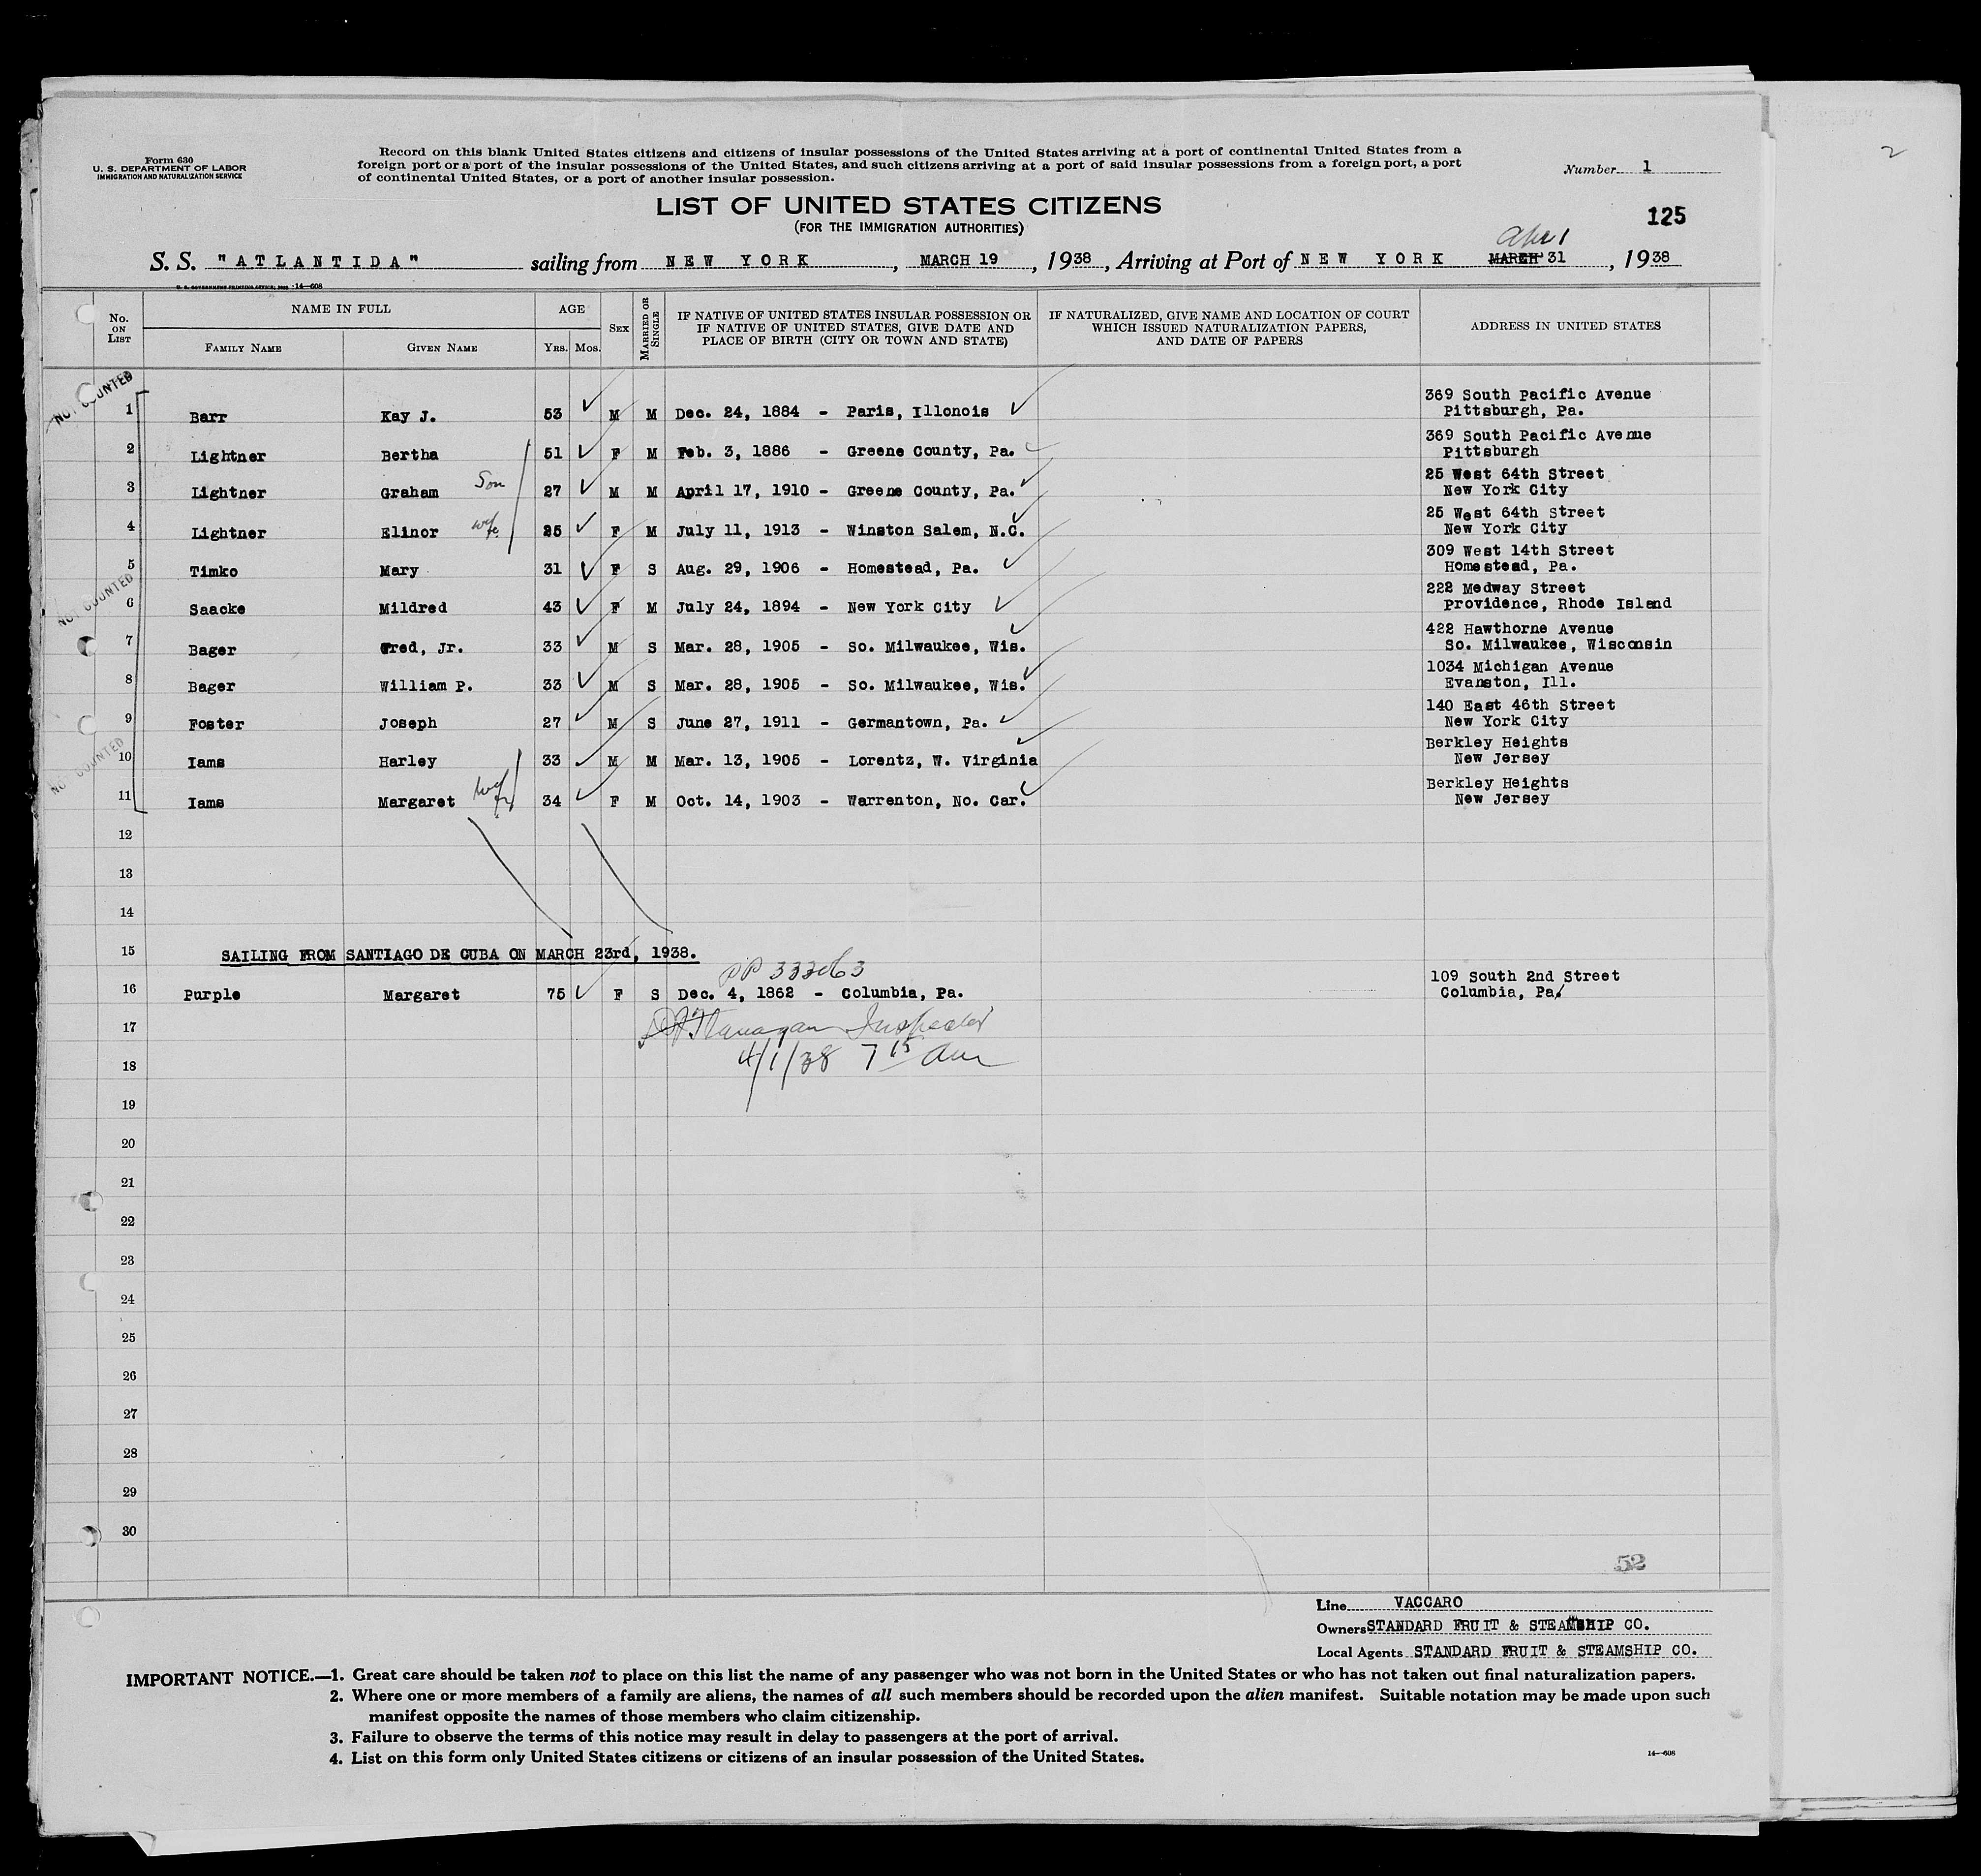 Form 630
U. S. DEPARTMENT OF LABOR
IMMIGRATION AND NATURALIZATION SERVICE
Record on this blank United States citizens and citizens of insular possessions of the United States arriving at a port of continental United States from a
foreign port or a port of the insular possessions of the United States, and such citizens arriving at a port of said insular possessions from a foreign port, a port
of continental United States, or a port of another insular possession.
Number 1
2
LIST OF UNITED STATES CITIZENS
(FOR THE IMMIGRATION AUTHORITIES)
125
April
S. S. "ATLANTIDA" sailing from NEW YORK, MARCH 19, 1938, Arriving at Port of NEW YORK MARCH 31, 1938
14—608
No. ON LIST
NAME IN FULL
FAMILY NAME
GIVEN NAME
AGE
YRS. MOS.
SEX
MARRIED OR SINGLE
IF NATIVE OF UNITED STATES INSULAR POSSESSION OR
IF NATIVE OF UNITED STATES, GIVE DATE AND
PLACE OF BIRTH (CITY OR TOWN AND STATE)
IF NATURALIZED, GIVE NAME AND LOCATION OF COURT
WHICH ISSUED NATURALIZATION PAPERS,
AND DATE OF PAPERS
ADDRESS IN UNITED STATES
NOT COUNTED
1 Barr Kay J. 53 M M Dec. 24, 1884 - Paris, Illonois 369 South Pacific Avenue
Pittsburgh, Pa.
2 Lightner Bertha 51 F M Feb. 3, 1886 - Greene County, Pa. 369 South Pacific Avenue
Pittsburgh
3 Lightner Graham Son 27 M M April 17, 1910 - Greene County, Pa. 25 West 64th Street
New York City
4 Lightner Elinor wife 25 F M July 11, 1913 - Winston Salem, N.C. 25 West 64th Street
New York City
5 Timko Mary 31 F S Aug. 29, 1906 - Homestead, Pa. 309 West 14th Street
Homestead, Pa.
NOT COUNTED
6 Saacke Mildred 43 F M July 24, 1894 - New York City 222 Medway Street
Providence, Rhode Island
7 Bager Fred, Jr. 33 M S Mar. 28, 1905 - So. Milwaukee, Wis. 422 Hawthorne Avenue
So. Milwaukee, Wisconsin
8 Bager William P. 33 M S Mar. 28, 1905 - So. Milwaukee, Wis. 1034 Michigan Avenue
Evanston, Ill.
9 Foster Joseph 27 M S June 27, 1911 - Germantown, Pa. 140 East 46th Street
New York City
NOT COUNTED
10 Iams Harley 33 M M Mar. 13, 1905 - Lorentz, W. Virginia Berkley Heights
New Jersey
11 Iams Margaret wife 34 F M Oct. 14, 1903 - Warrenton, No. Car. Berkley Heights
New Jersey
12
13
14
15 SAILING FROM SANTIAGO DE CUBA ON MARCH 23rd, 1938.
PP 333063
16 Purple Margaret 75 F S Dec. 4, 1862 - Columbia, Pa. 109 South 2nd Street
Columbia, Pa.
17 Flanagan Inspector
18 4/1/38 7 15 am
19
20
21
22
23
24
25
26
27
28
29
30
52
Line VACCARO
Owners STANDARD FRUIT & STEAMSHIP CO.
Local Agents STANDARD FRUIT & STEAMSHIP CO.
IMPORTANT NOTICE.—1. Great care should be taken not to place on this list the name of any passenger who was not born in the United States or who has not taken out final naturalization papers.
2. Where one or more members of a family are aliens, the names of all such members should be recorded upon the alien manifest. Suitable notation may be made upon such
manifest opposite the names of those members who claim citizenship.
3. Failure to observe the terms of this notice may result in delay to passengers at the port of arrival.
4. List on this form only United States citizens or citizens of an insular possession of the United States.
14—608